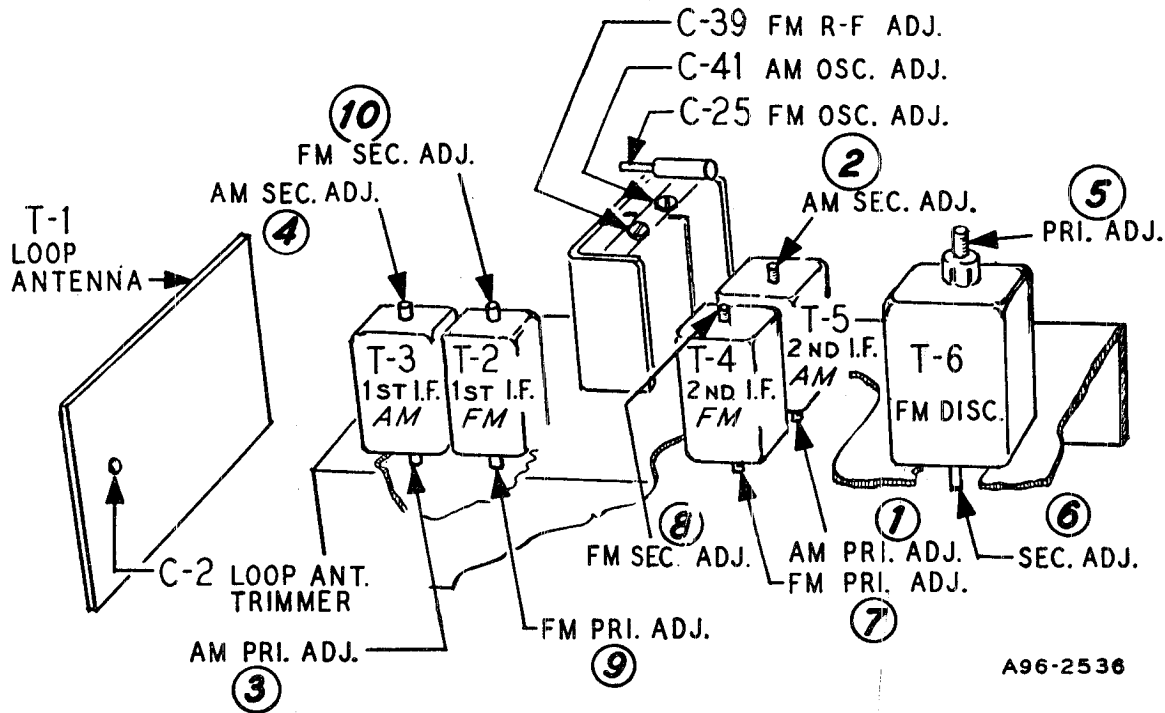 C-39 FM R-F ADJ.
C-41 AM OSC. ADJ.
C-25 FM OSC. ADJ.
10
FM SEC. ADJ.
AM SEC. ADJ.
4
2
AM SEC. ADJ.
5
PRI. ADJ.
T-1
LOOP
ANTENNA
T-3
1ST I.F.
AM
T-2
1ST I.F.
FM
T-4
2ND I.F.
FM
T-5
2ND I.F.
AM
T-6
FM DISC.
8
FM SEC. ADJ.
1
AM PRI. ADJ.
FM PRI. ADJ.
7
6
SEC. ADJ.
C-2 LOOP ANT.
TRIMMER
AM PRI. ADJ.
3
FM PRI. ADJ.
9
A96-2536